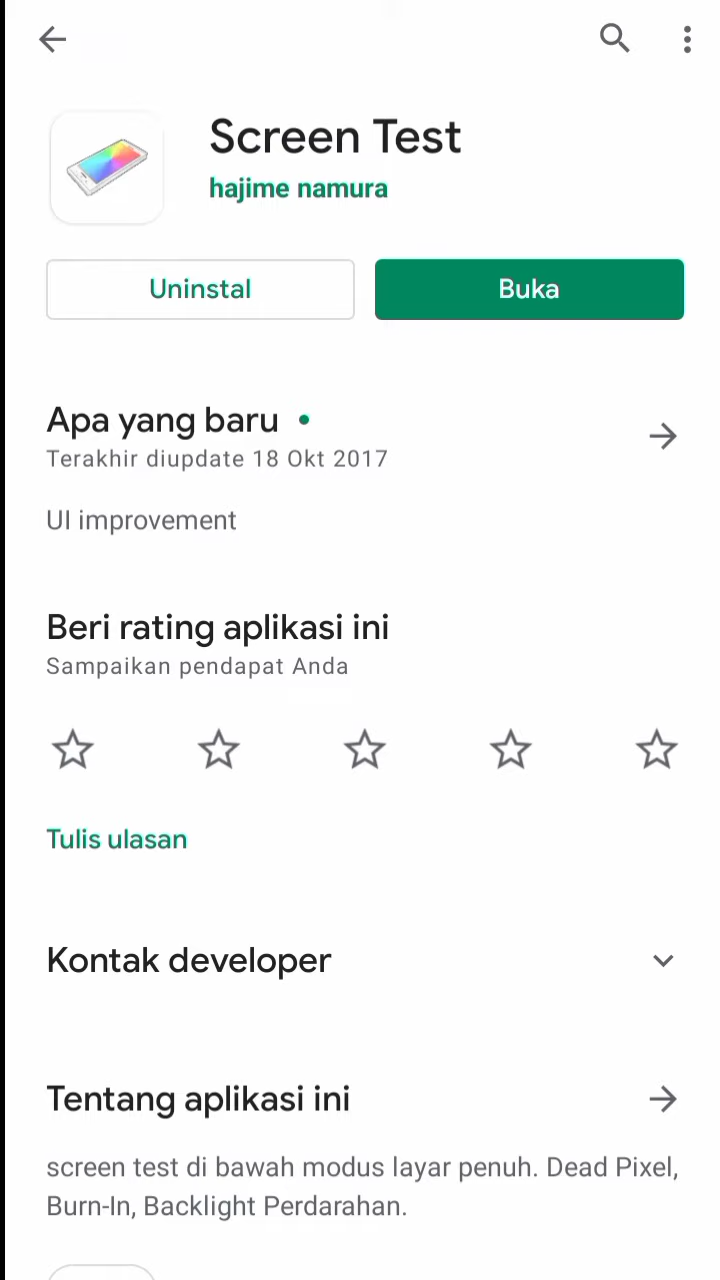 Screen Test
hajime namura
Uninstal
Buka
Apa yang baru
Terakhir diupdate 18 Okt 2017
UI improvement
Beri rating aplikasi ini
Sampaikan pendapat Anda
Tulis ulasan
Kontak developer
Tentang aplikasi ini
screen test di bawah modus layar penuh. Dead Pixel,
Burn-In, Backlight Perdarahan.